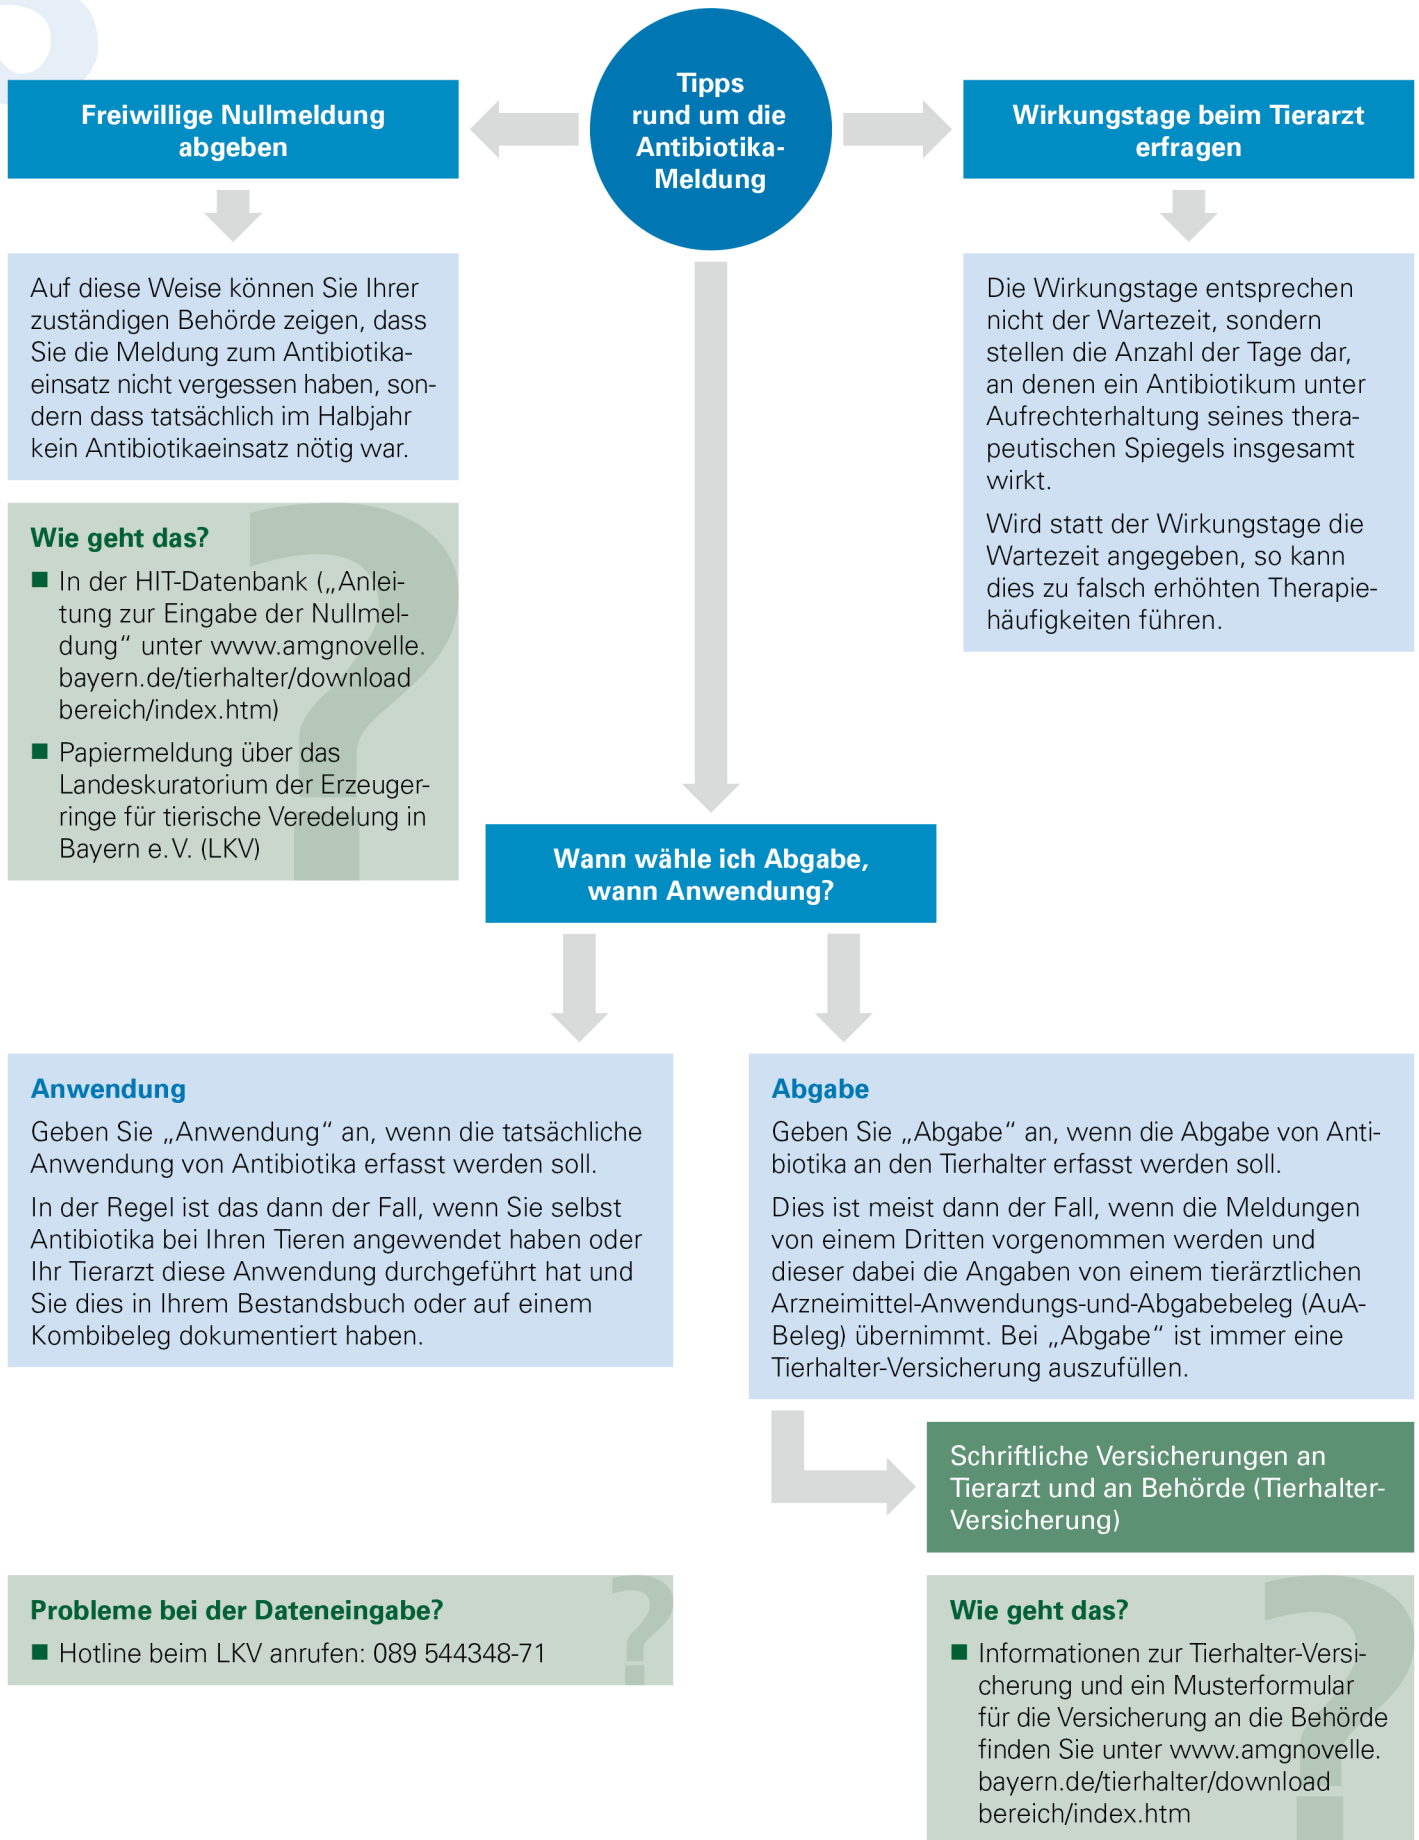 Tipps
rund um die
Antibiotika-
Meldung
Freiwillige Nullmeldung
abgeben
Auf diese Weise können Sie Ihrer
zuständigen Behörde zeigen, dass
Sie die Meldung zum Antibiotika-
einsatz nicht vergessen haben, son-
dern dass tatsächlich im Halbjahr
kein Antibiotikaeinsatz nötig war.
Wie geht das?
■ In der HIT-Datenbank („Anlei-
tung zur Eingabe der Nullmel-
dung“ unter www.amgnovelle.
bayern.de/tierhalter/download
bereich/index.htm)
■ Papiermeldung über das
Landeskuratorium der Erzeuger-
ringe für tierische Veredelung in
Bayern e.V. (LKV)
Wirkungstage beim Tierarzt
erfragen
Die Wirkungstage entsprechen
nicht der Wartezeit, sondern
stellen die Anzahl der Tage dar,
an denen ein Antibiotikum unter
Aufrechterhaltung seines thera-
peutischen Spiegels insgesamt
wirkt.
Wird statt der Wirkungstage die
Wartezeit angegeben, so kann
dies zu falsch erhöhten Therapie-
häufigkeiten führen.
Wann wähle ich Abgabe,
wann Anwendung?
Anwendung
Geben Sie „Anwendung“ an, wenn die tatsächliche
Anwendung von Antibiotika erfasst werden soll.
In der Regel ist das dann der Fall, wenn Sie selbst
Antibiotika bei Ihren Tieren angewendet haben oder
Ihr Tierarzt diese Anwendung durchgeführt hat und
Sie dies in Ihrem Bestandsbuch oder auf einem
Kombibeleg dokumentiert haben.
Abgabe
Geben Sie „Abgabe“ an, wenn die Abgabe von Anti-
biotika an den Tierhalter erfasst werden soll.
Dies ist meist dann der Fall, wenn die Meldungen
von einem Dritten vorgenommen werden und
dieser dabei die Angaben von einem tierärztlichen
Arzneimittel-Anwendungs-und-Abgabebeleg (AuA-
Beleg) übernimmt. Bei „Abgabe“ ist immer eine
Tierhalter-Versicherung auszufüllen.
Schriftliche Versicherungen an
Tierarzt und an Behörde (Tierhalter-
Versicherung)
Probleme bei der Dateneingabe?
■ Hotline beim LKV anrufen: 089 544348-71
Wie geht das?
■ Informationen zur Tierhalter-Versi-
cherung und ein Musterformular
für die Versicherung an die Behörde
finden Sie unter www.amgnovelle.
bayern.de/tierhalter/download
bereich/index.htm